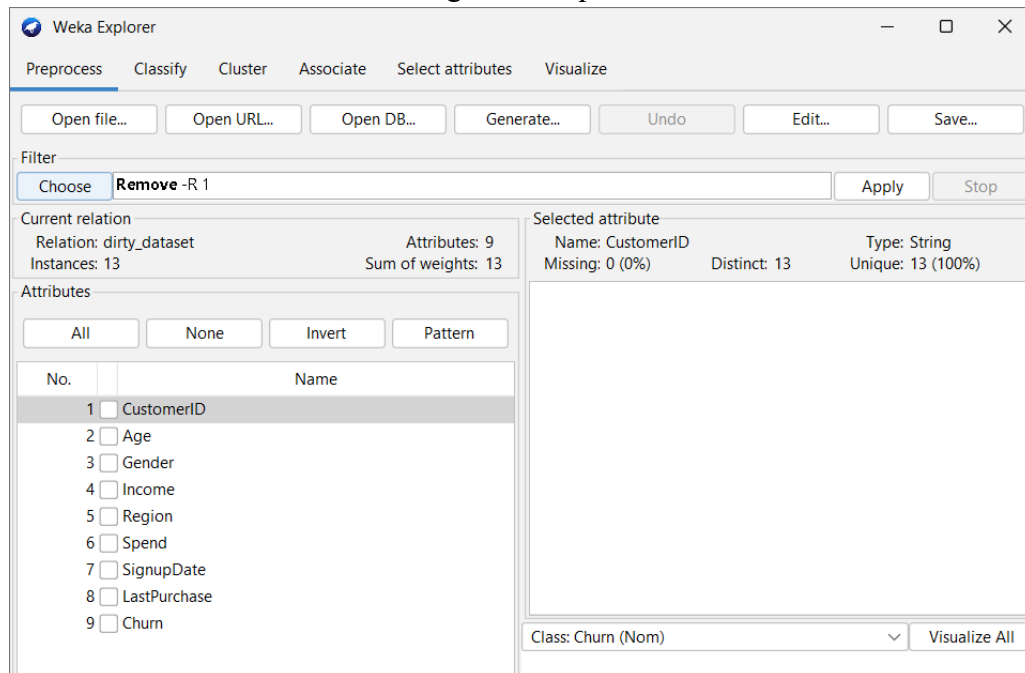 Weka Explorer
Preprocess Classify Cluster Associate Select attributes Visualize
Open file... Open URL... Open DB... Generate... Undo Edit... Save...
Filter
Choose Remove -R 1 Apply Stop
Current relation
Relation: dirty_dataset Attributes: 9
Instances: 13 Sum of weights: 13
Selected attribute
Name: CustomerID Type: String
Missing: 0 (0%) Distinct: 13 Unique: 13 (100%)
Attributes
All None Invert Pattern
No. Name
1 CustomerID
2 Age
3 Gender
4 Income
5 Region
6 Spend
7 SignupDate
8 LastPurchase
9 Churn
Class: Churn (Nom) Visualize All